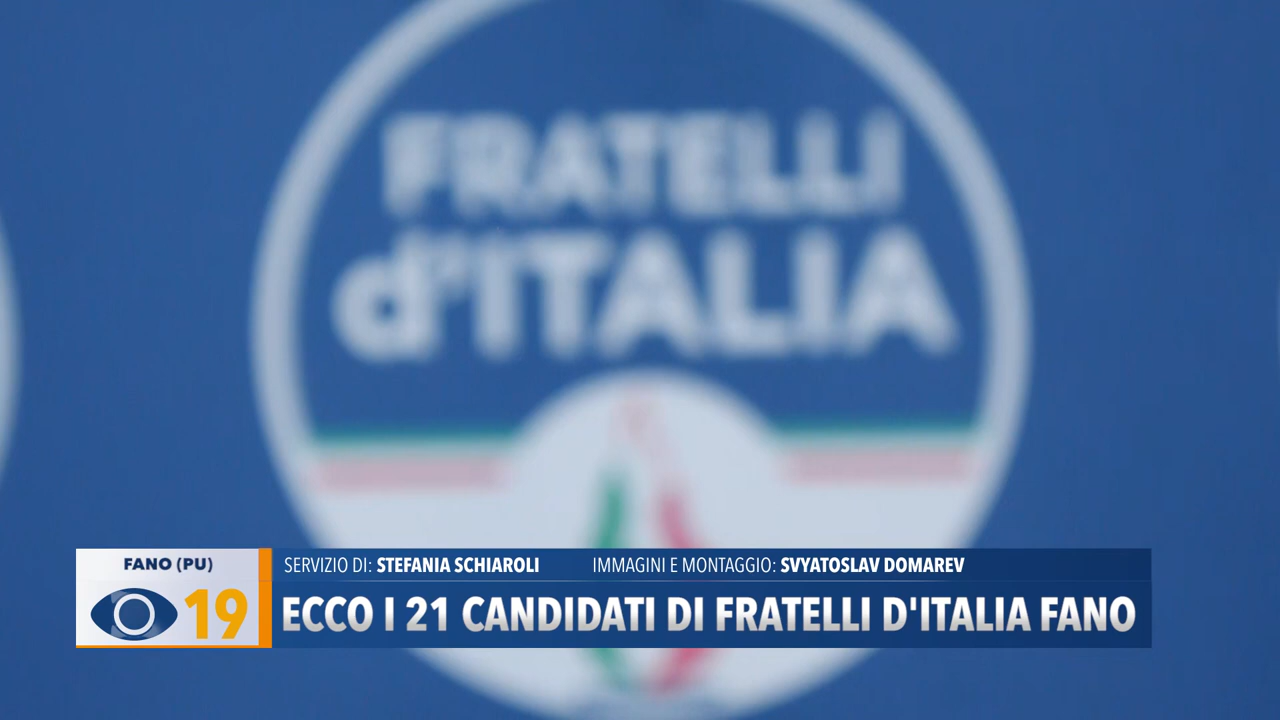 FRATELLI
d'ITALIA
FANO (PU)
19
SERVIZIO DI: STEFANIA SCHIAROLI IMMAGINI E MONTAGGIO: SVYATOSLAV DOMAREV
ECCO I 21 CANDIDATI DI FRATELLI D'ITALIA FANO